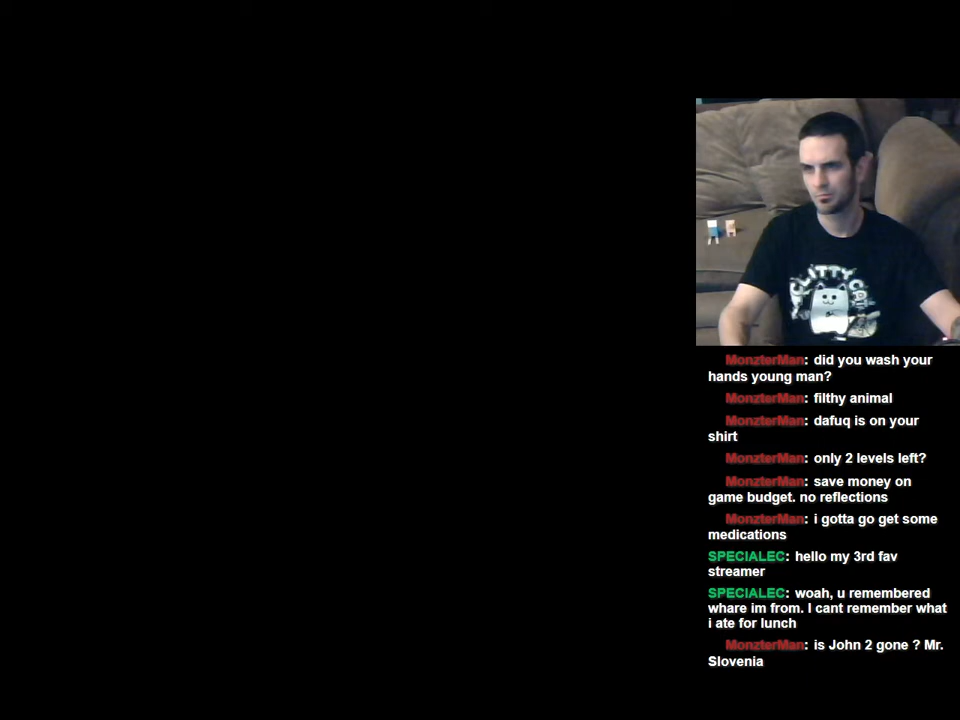 LITTY
MonzterMan: did you wash your
hands young man?
MonzterMan: filthy animal
MonzterMan: dafuq is on your
shirt
MonzterMan: only 2 levels left?
MonzterMan: save money on
game budget. no reflections
MonzterMan: i gotta go get some
medications
SPECIALEC: hello my 3rd fav
streamer
SPECIALEC: woah, u remembered
whare im from. I cant remember what
i ate for lunch
MonzterMan: is John 2 gone ? Mr.
Slovenia